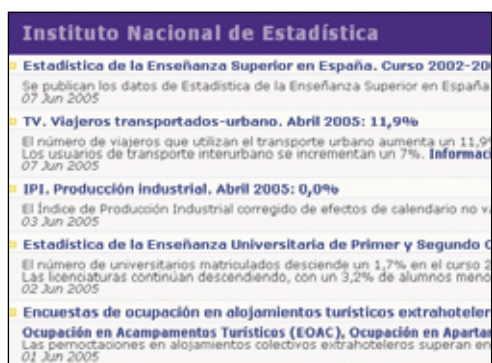 Instituto Nacional de Estadística
Estadística de la Enseñanza Superior en España. Curso 2002-20
Se publican los datos de Estadística de la Enseñanza Superior en España
07 Jun 2005
TV. Viajeros transportados-urbano. Abril 2005: 11,9%
El número de viajeros que utilizan el transporte urbano aumenta un 11,9
Los usuarios de transporte interurbano se incrementan un 7%. Informaci
07 Jun 2005
IPI. Producción industrial. Abril 2005: 0,0%
El Índice de Producción Industrial corregido de efectos de calendario no v
03 Jun 2005
Estadística de la Enseñanza Universitaria de Primer y Segundo C
El número de universitarios matriculados desciende un 1,7% en el curso 2
Las licenciaturas continúan descendiendo, con un 3,2% de alumnos meno
02 Jun 2005
Encuestas de ocupación en alojamientos turísticos extrahoteler
Ocupación en Acampamentos Turísticos (EOAC), Ocupación en Apartar
Las pernoctaciones en alojamientos colectivos extrahoteleros superan en
01 Jun 2005